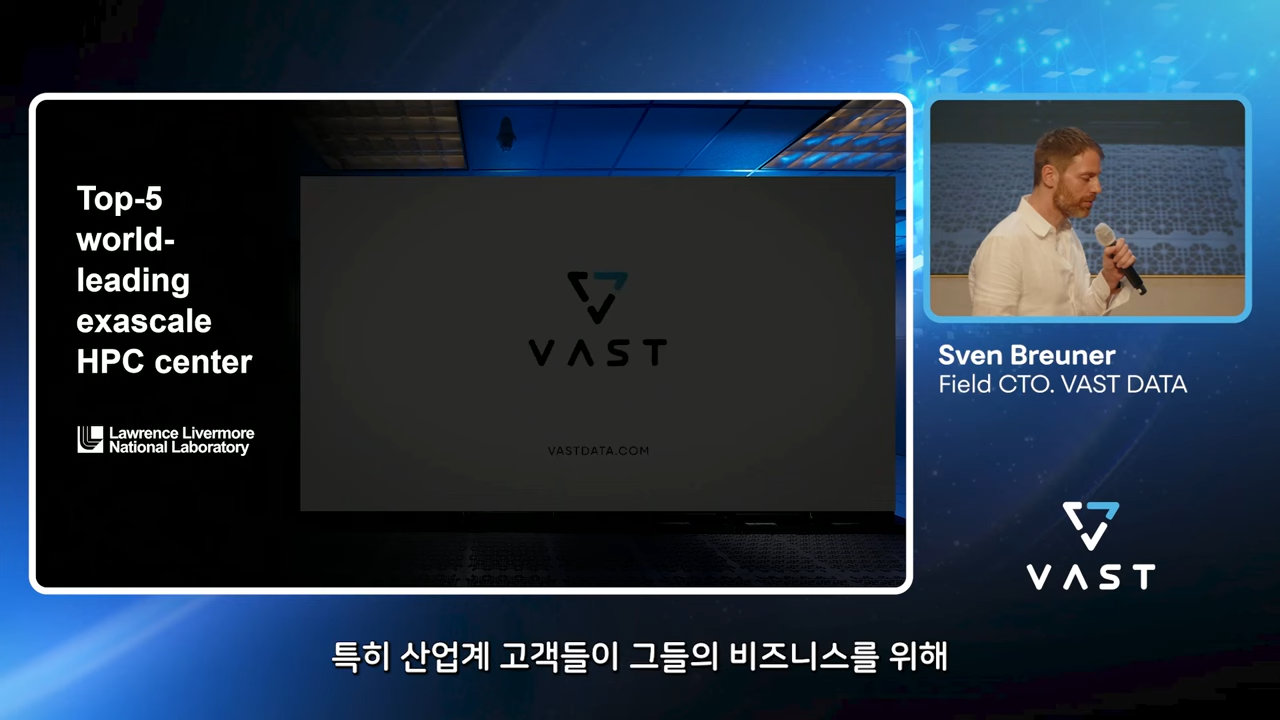 Top-5
world-
leading
exascale
HPC center
Lawrence Livermore
National Laboratory
VAST
VASTDATA.COM
Sven Breuner
Field CTO. VAST DATA
VAST
특히 산업계 고객들이 그들의 비즈니스를 위해